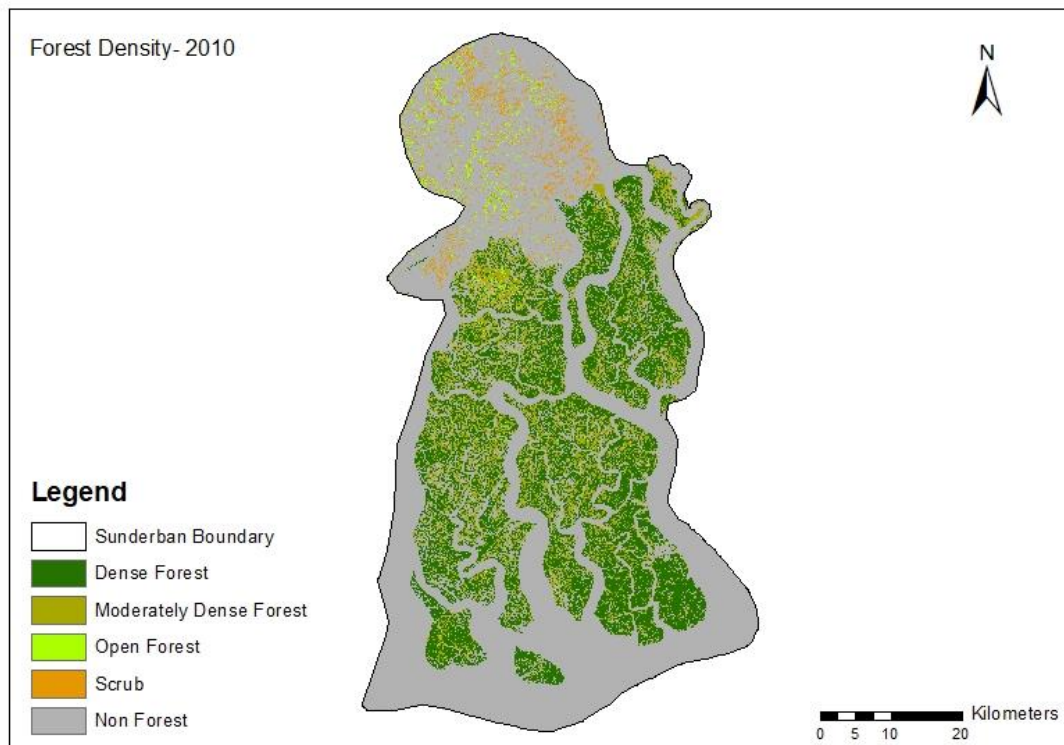 Forest Density- 2010
N
Legend
Sunderban Boundary
Dense Forest
Moderately Dense Forest
Open Forest
Scrub
Non Forest
Kilometers
0 5 10 20